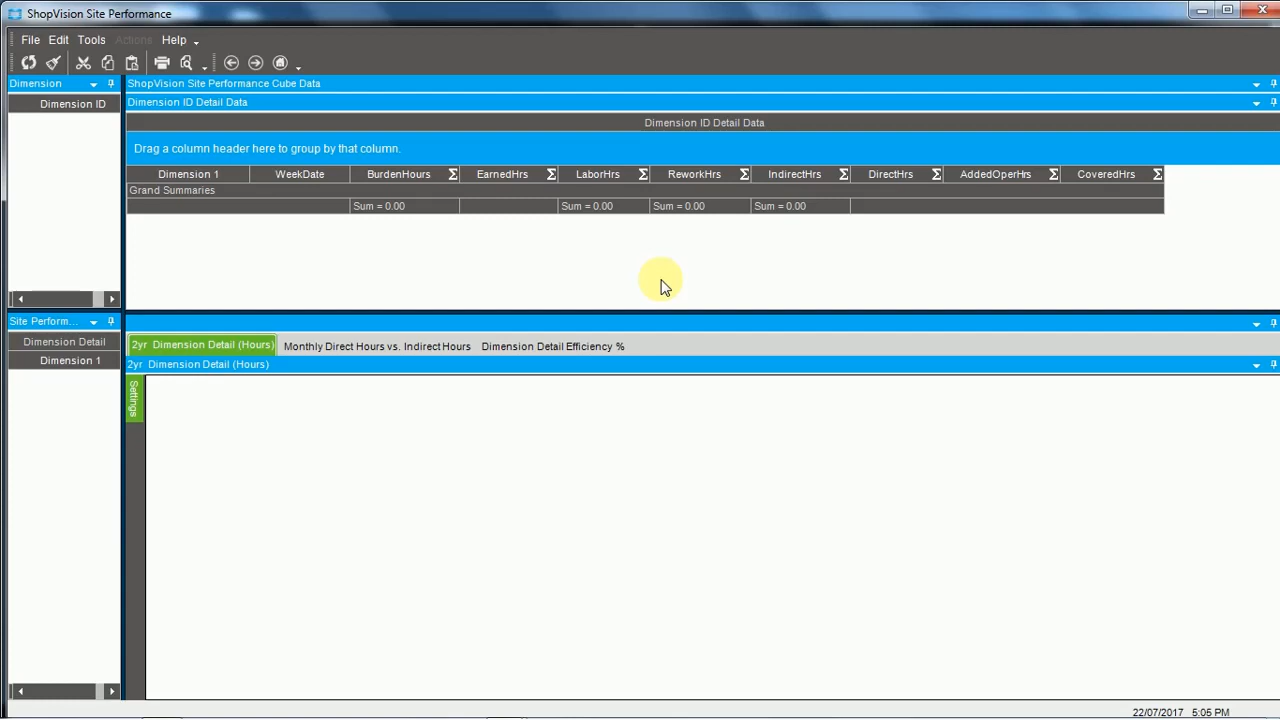 ShopVision Site Performance
File Edit Tools Actions Help
Dimension
Dimension ID
ShopVision Site Performance Cube Data
Dimension ID Detail Data
Dimension ID Detail Data
Drag a column header here to group by that column.
Dimension 1 WeekDate BurdenHours Σ EarnedHrs Σ LaborHrs Σ ReworkHrs Σ IndirectHrs Σ DirectHrs Σ AddedOperHrs Σ CoveredHrs Σ
Grand Summaries
Sum = 0.00 Sum = 0.00 Sum = 0.00 Sum = 0.00
Site Perform...
Dimension Detail
Dimension 1
2yr Dimension Detail (Hours) Monthly Direct Hours vs. Indirect Hours Dimension Detail Efficiency %
2yr Dimension Detail (Hours)
Settings
22/07/2017 5:05 PM